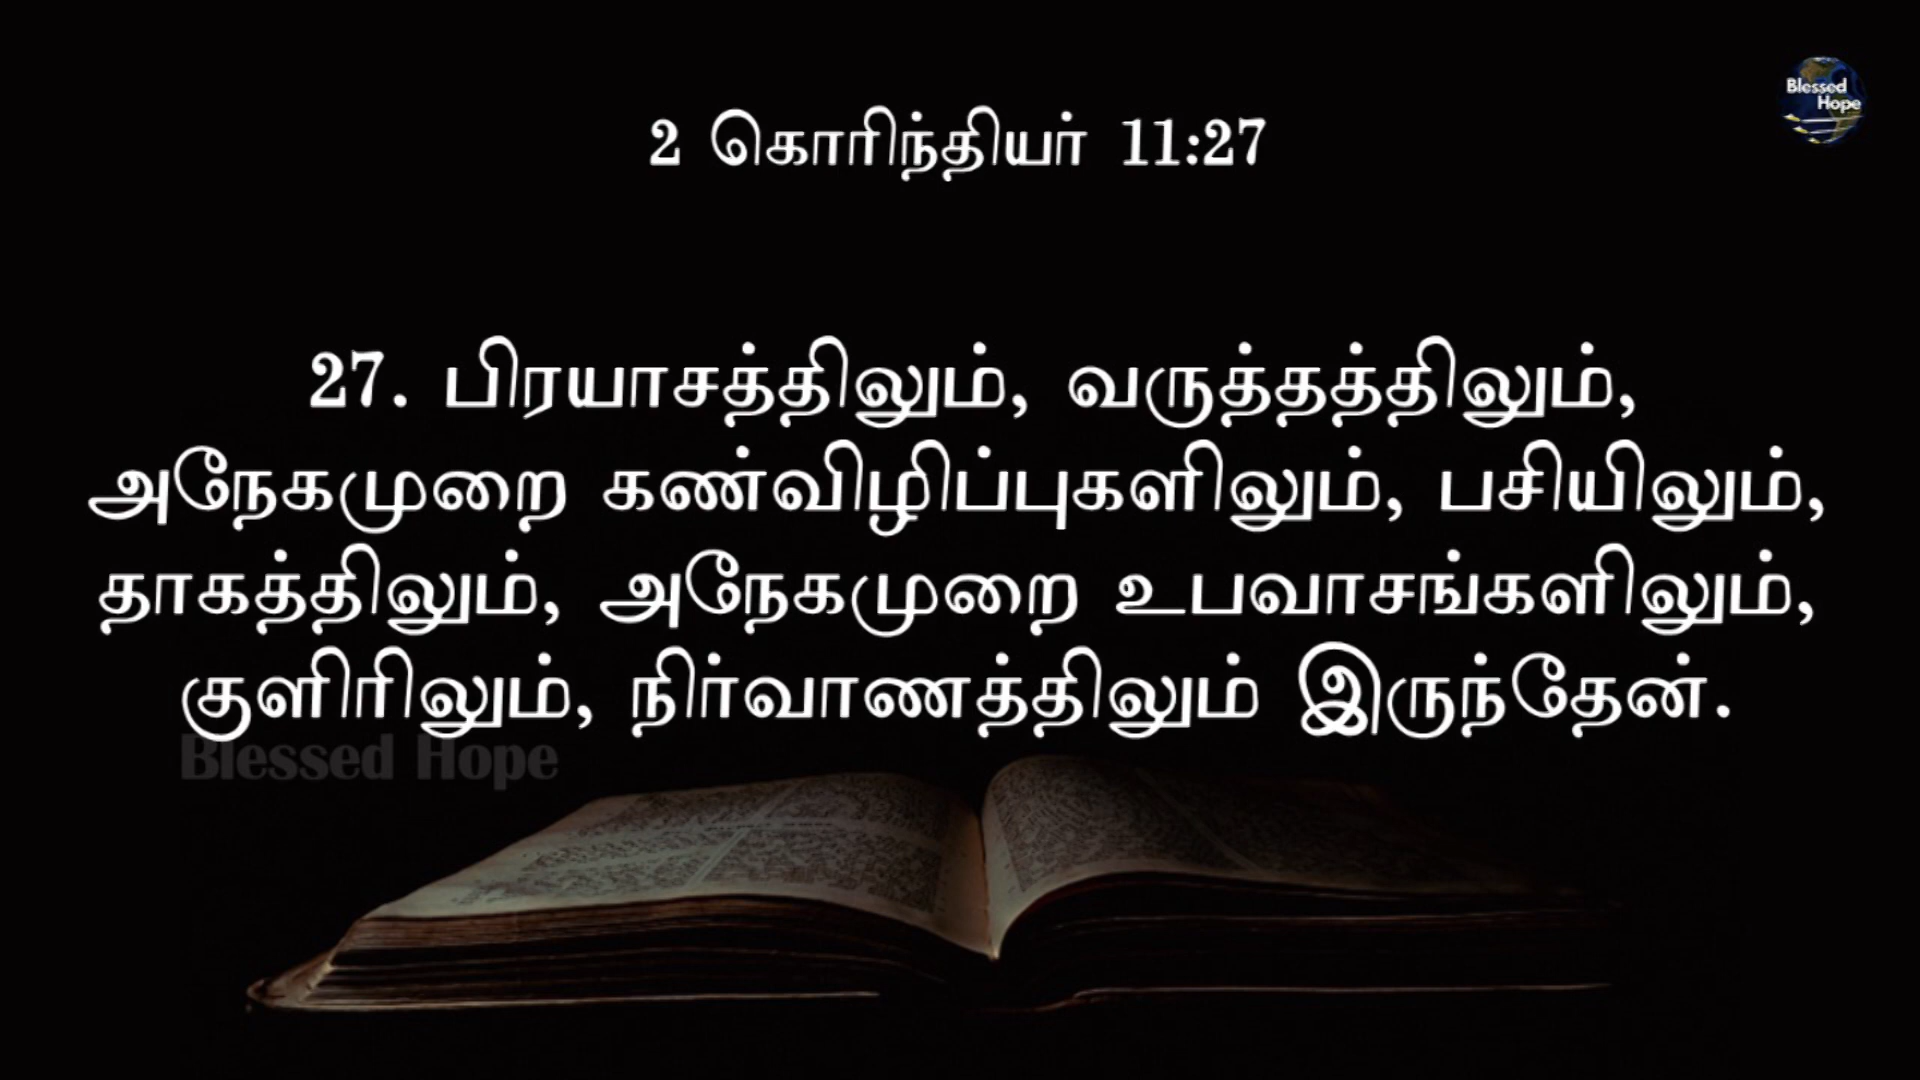 Blessed
Hope
2 கொரிந்தியர் 11:27
27. பிரயாசத்திலும், வருத்தத்திலும்,
அநேகமுறை கண்விழிப்புகளிலும், பசியிலும்,
தாகத்திலும், அநேகமுறை உபவாசங்களிலும்,
குளிரிலும், நிர்வாணத்திலும் இருந்தேன்.
Blessed Hope